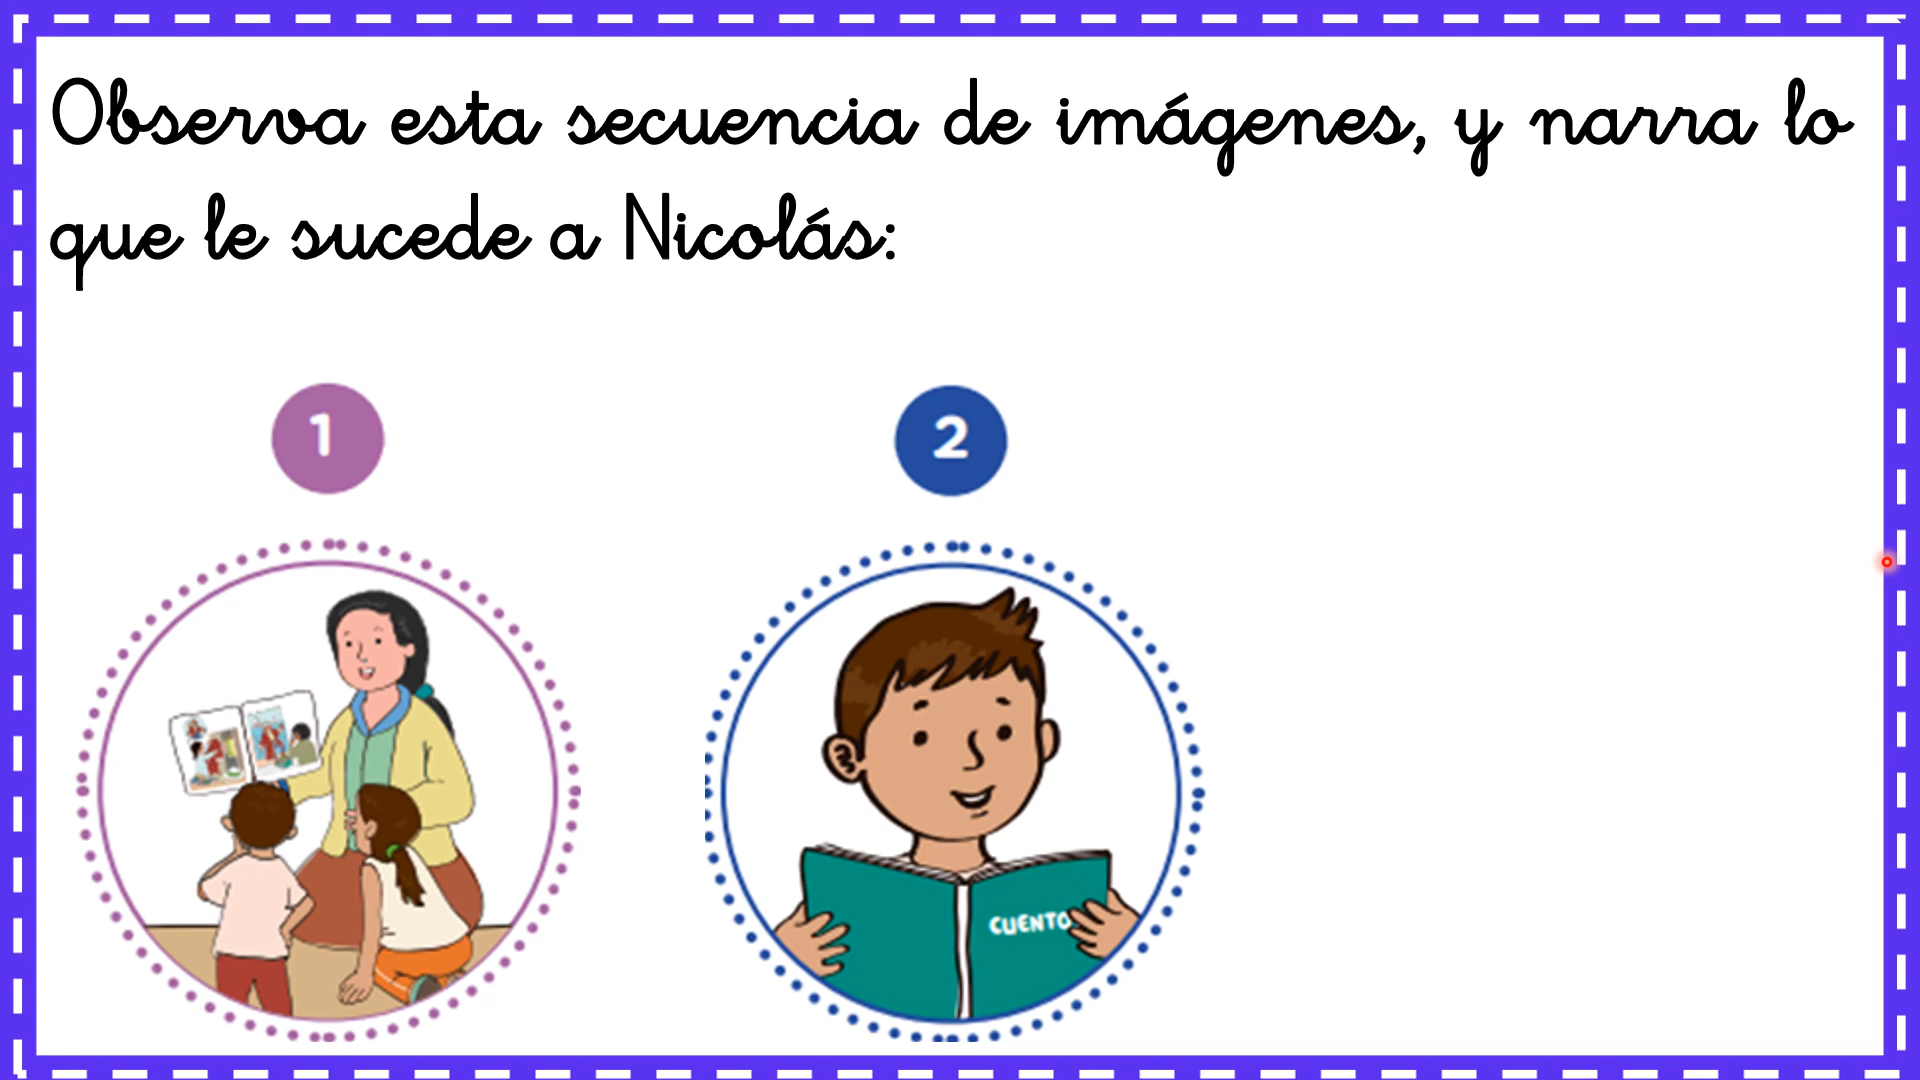 Observa esta secuencia de imágenes, y narra lo
que le sucede a Nicolás:
1
2
CUENTO